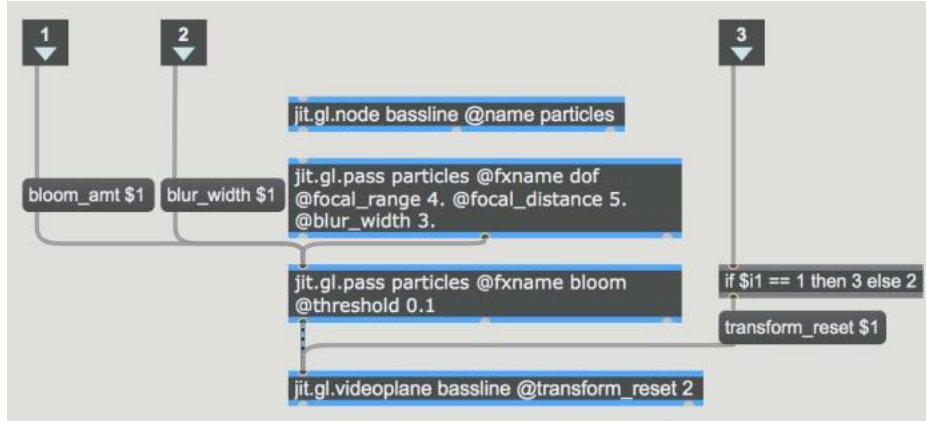 1
2
3
jit.gl.node bassline @name particles
bloom_amt $1
blur_width $1
jit.gl.pass particles @fxname dof
@focal_range 4. @focal_distance 5.
@blur_width 3.
jit.gl.pass particles @fxname bloom
@threshold 0.1
if $i1 == 1 then 3 else 2
transform_reset $1
jit.gl.videoplane bassline @transform_reset 2